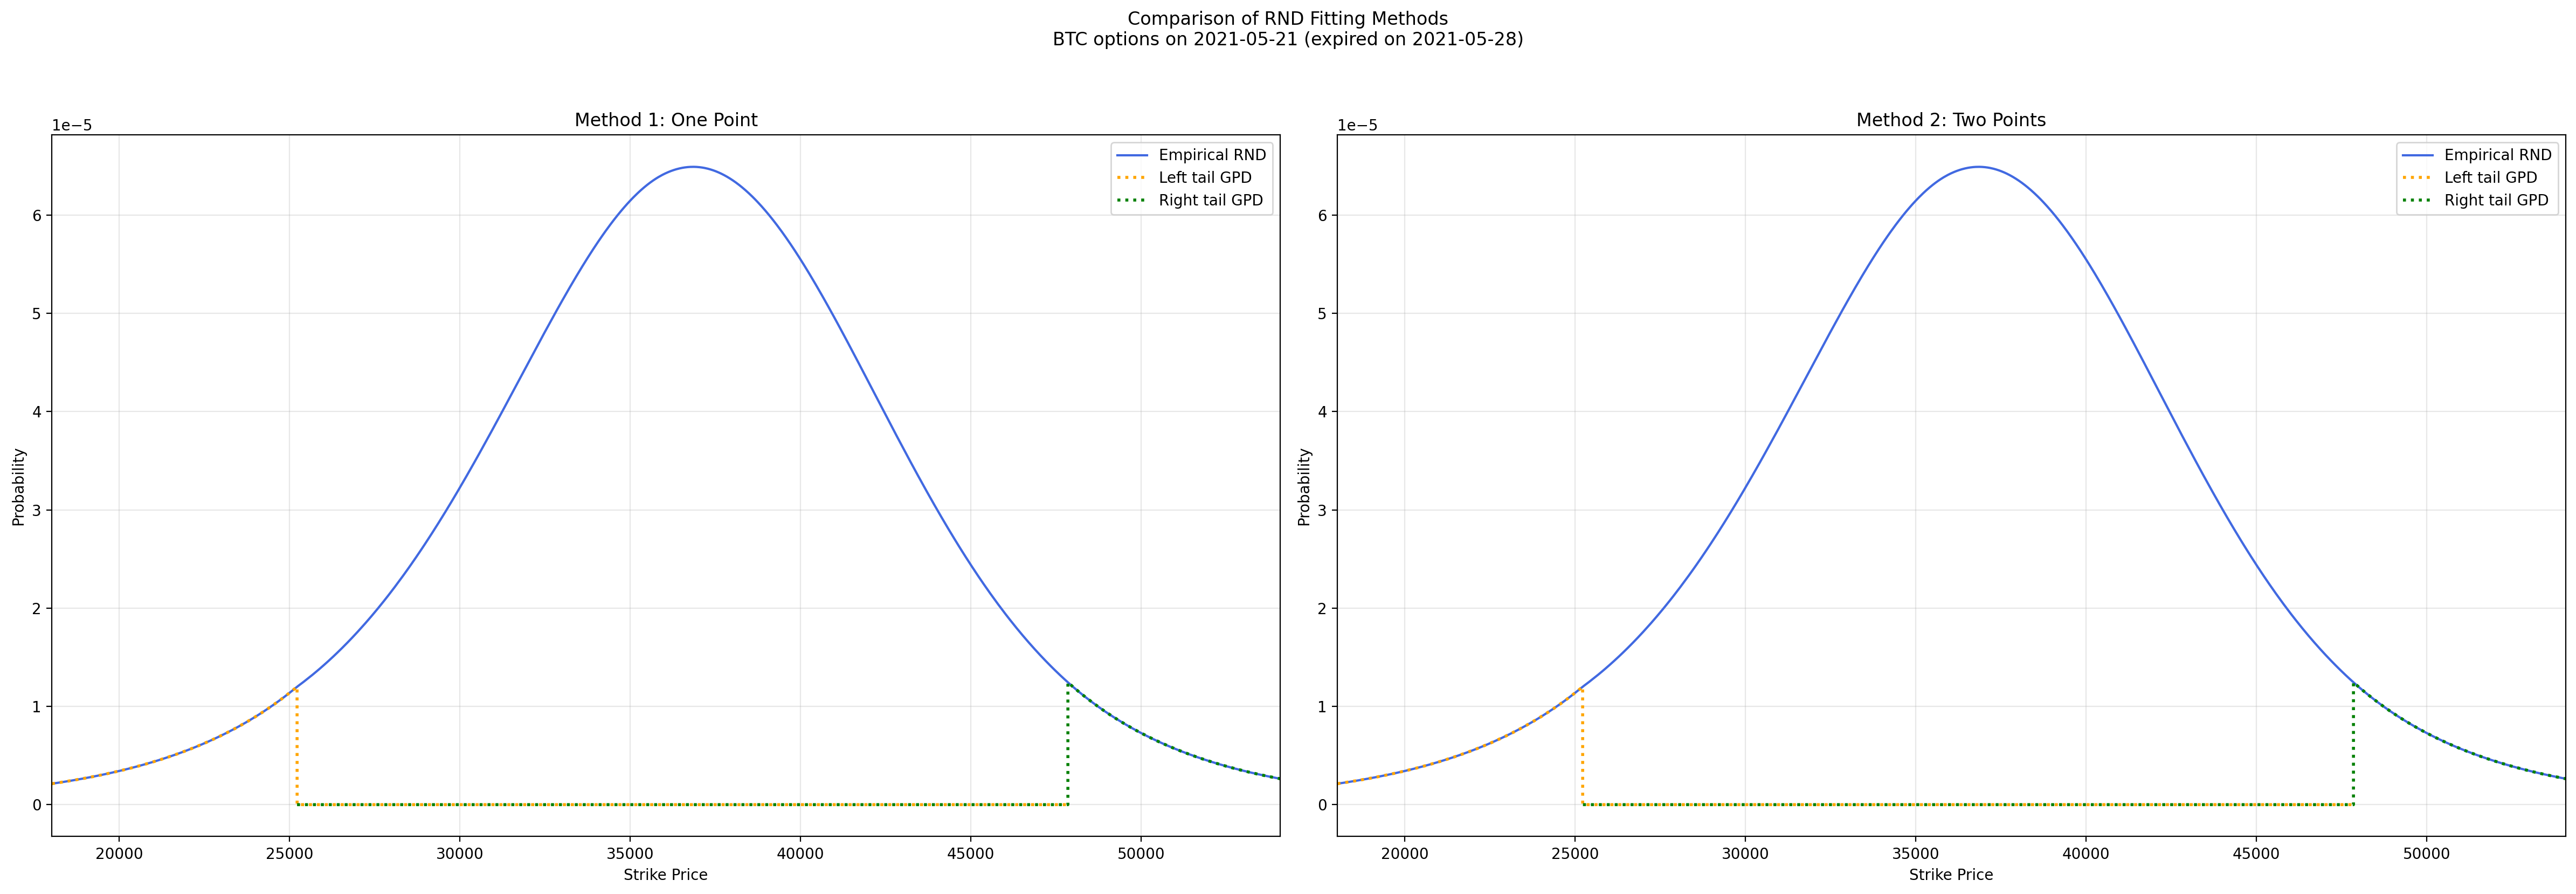 Comparison of RND Fitting Methods
BTC options on 2021-05-21 (expired on 2021-05-28)
Method 1: One Point
1e−5
Empirical RND
Left tail GPD
Right tail GPD
6
5
4
3
2
1
0
Probability
20000 25000 30000 35000 40000 45000 50000
Strike Price
Method 2: Two Points
1e−5
Empirical RND
Left tail GPD
Right tail GPD
6
5
4
3
2
1
0
Probability
20000 25000 30000 35000 40000 45000 50000
Strike Price